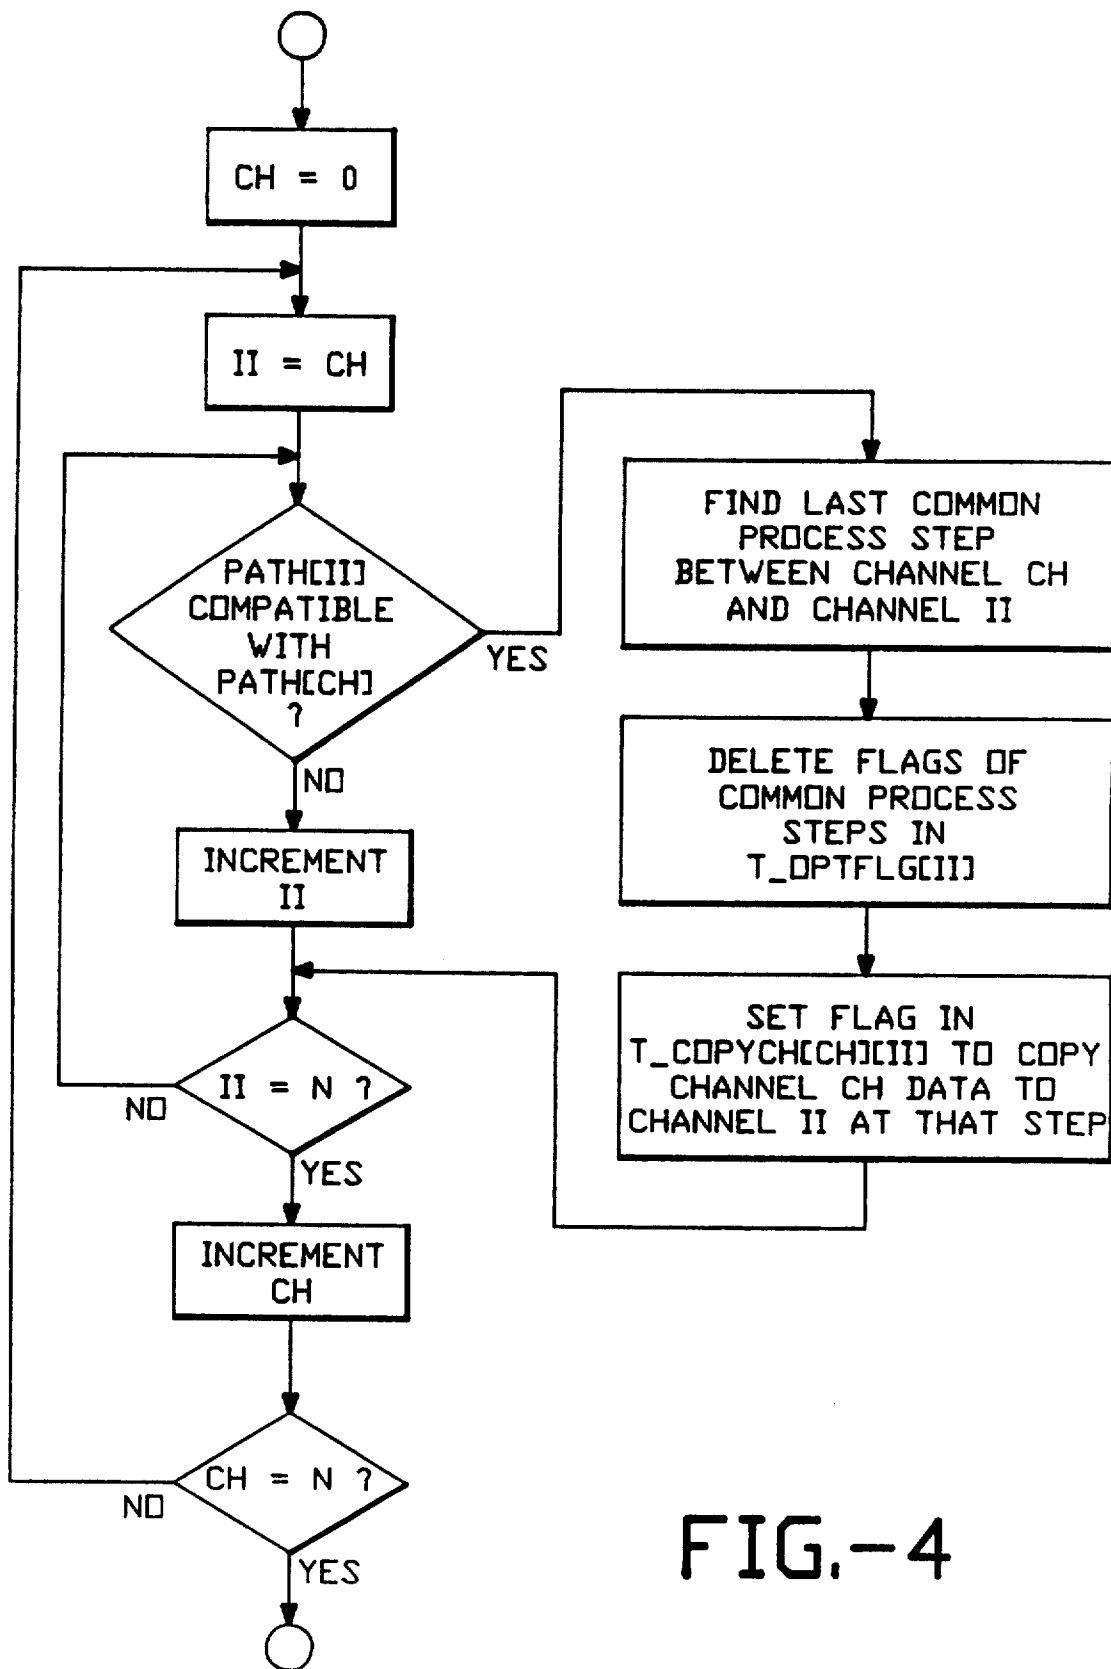 CH = 0
II = CH
PATH[II]
COMPATIBLE
WITH
PATH[CH]
?
YES
NO
INCREMENT
II
II = N ?
NO
YES
INCREMENT
CH
CH = N ?
NO
YES
FIND LAST COMMON
PROCESS STEP
BETWEEN CHANNEL CH
AND CHANNEL II
DELETE FLAGS OF
COMMON PROCESS
STEPS IN
T_OPTFLG[II]
SET FLAG IN
T_COPYCH[CH][II] TO COPY
CHANNEL CH DATA TO
CHANNEL II AT THAT STEP
FIG.-4